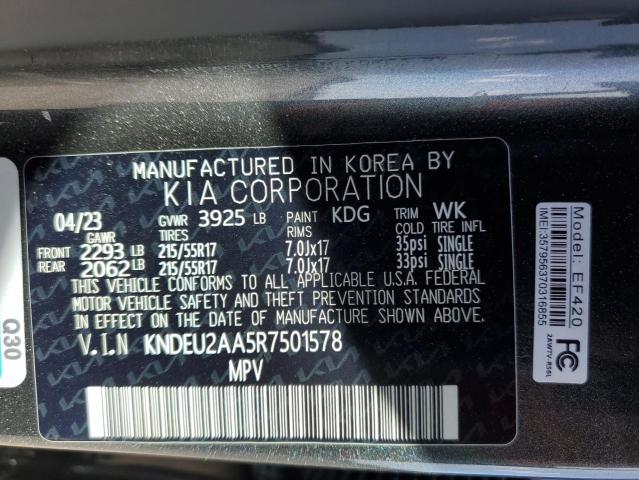 MANUFACTURED IN KOREA BY
KIA CORPORATION
04/23 GVWR 3925 LB PAINT KDG TRIM WK
GAWR TIRES RIMS COLD TIRE INFL
FRONT 2293 LB 215/55R17 7.0Jx17 35psi SINGLE
REAR 2062 LB 215/55R17 7.0Jx17 33psi SINGLE
THIS VEHICLE CONFORMS TO ALL APPLICABLE U.S.A. FEDERAL
MOTOR VEHICLE SAFETY AND THEFT PREVENTION STANDARDS
IN EFFECT ON THE DATE OF MANUFACTURE SHOWN ABOVE.
V.I.N KNDEU2AA5R7501578
MPV
Q30
Model: EF420
IMEI:357956370316855
2AWTV-R56L
FC